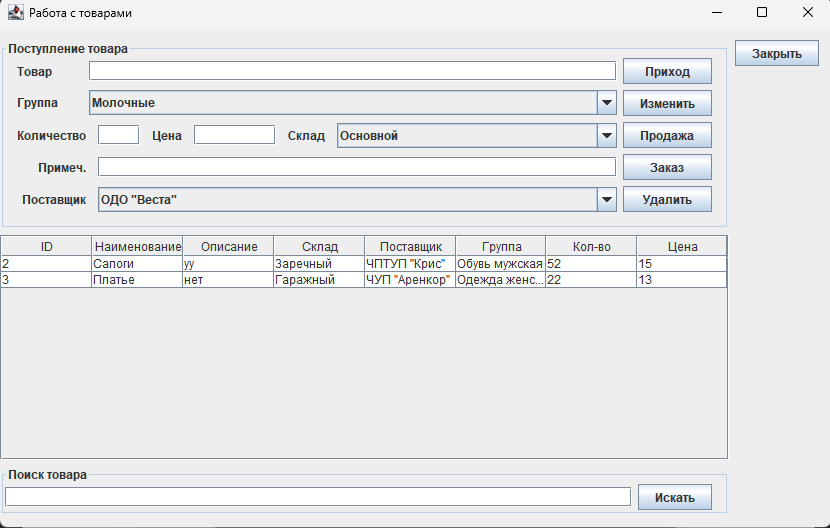 Работа с товарами
Поступление товара
Закрыть
Товар Приход
Группа Молочные Изменить
Количество Цена Склад Основной Продажа
Примеч. Заказ
Поставщик ОДО "Веста" Удалить
ID Наименование Описание Склад Поставщик Группа Кол-во Цена
2 Сапоги уу Заречный ЧПТУП "Крис" Обувь мужская 52 15
3 Платье нет Гаражный ЧУП "Аренкор" Одежда женс... 22 13
Поиск товара
Искать